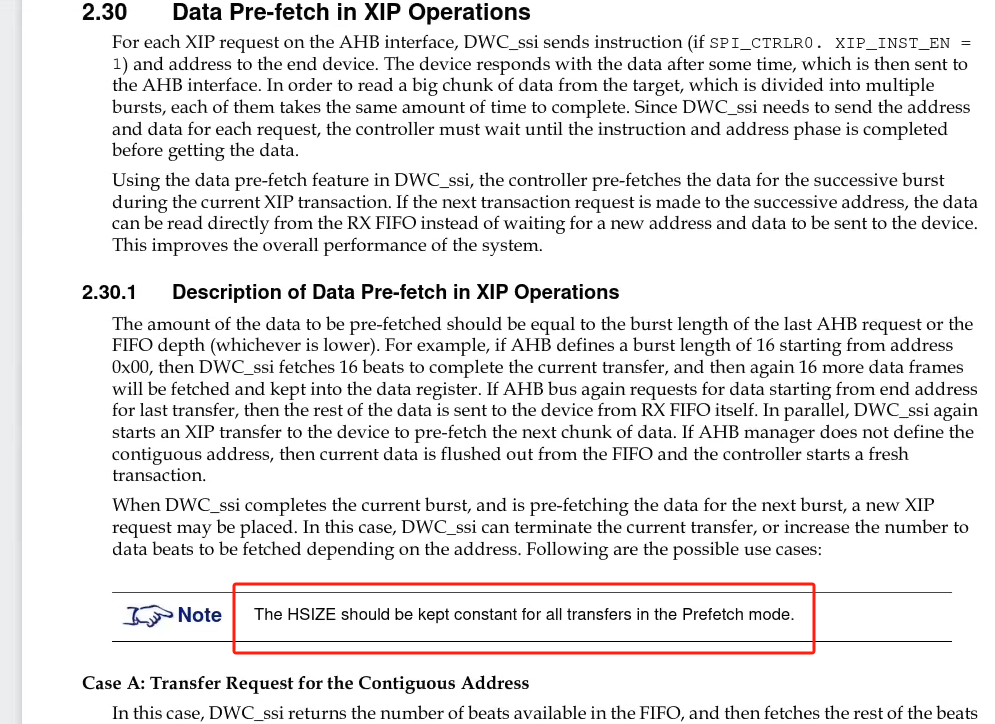 2.30 Data Pre-fetch in XIP Operations
For each XIP request on the AHB interface, DWC_ssi sends instruction (if SPI_CTRLR0. XIP_INST_EN =
1) and address to the end device. The device responds with the data after some time, which is then sent to
the AHB interface. In order to read a big chunk of data from the target, which is divided into multiple
bursts, each of them takes the same amount of time to complete. Since DWC_ssi needs to send the address
and data for each request, the controller must wait until the instruction and address phase is completed
before getting the data.
Using the data pre-fetch feature in DWC_ssi, the controller pre-fetches the data for the successive burst
during the current XIP transaction. If the next transaction request is made to the successive address, the data
can be read directly from the RX FIFO instead of waiting for a new address and data to be sent to the device.
This improves the overall performance of the system.
2.30.1 Description of Data Pre-fetch in XIP Operations
The amount of the data to be pre-fetched should be equal to the burst length of the last AHB request or the
FIFO depth (whichever is lower). For example, if AHB defines a burst length of 16 starting from address
0x00, then DWC_ssi fetches 16 beats to complete the current transfer, and then again 16 more data frames
will be fetched and kept into the data register. If AHB bus again requests for data starting from end address
for last transfer, then the rest of the data is sent to the device from RX FIFO itself. In parallel, DWC_ssi again
starts an XIP transfer to the device to pre-fetch the next chunk of data. If AHB manager does not define the
contiguous address, then current data is flushed out from the FIFO and the controller starts a fresh
transaction.
When DWC_ssi completes the current burst, and is pre-fetching the data for the next burst, a new XIP
request may be placed. In this case, DWC_ssi can terminate the current transfer, or increase the number to
data beats to be fetched depending on the address. Following are the possible use cases:
Note The HSIZE should be kept constant for all transfers in the Prefetch mode.
Case A: Transfer Request for the Contiguous Address
In this case, DWC_ssi returns the number of beats available in the FIFO, and then fetches the rest of the beats